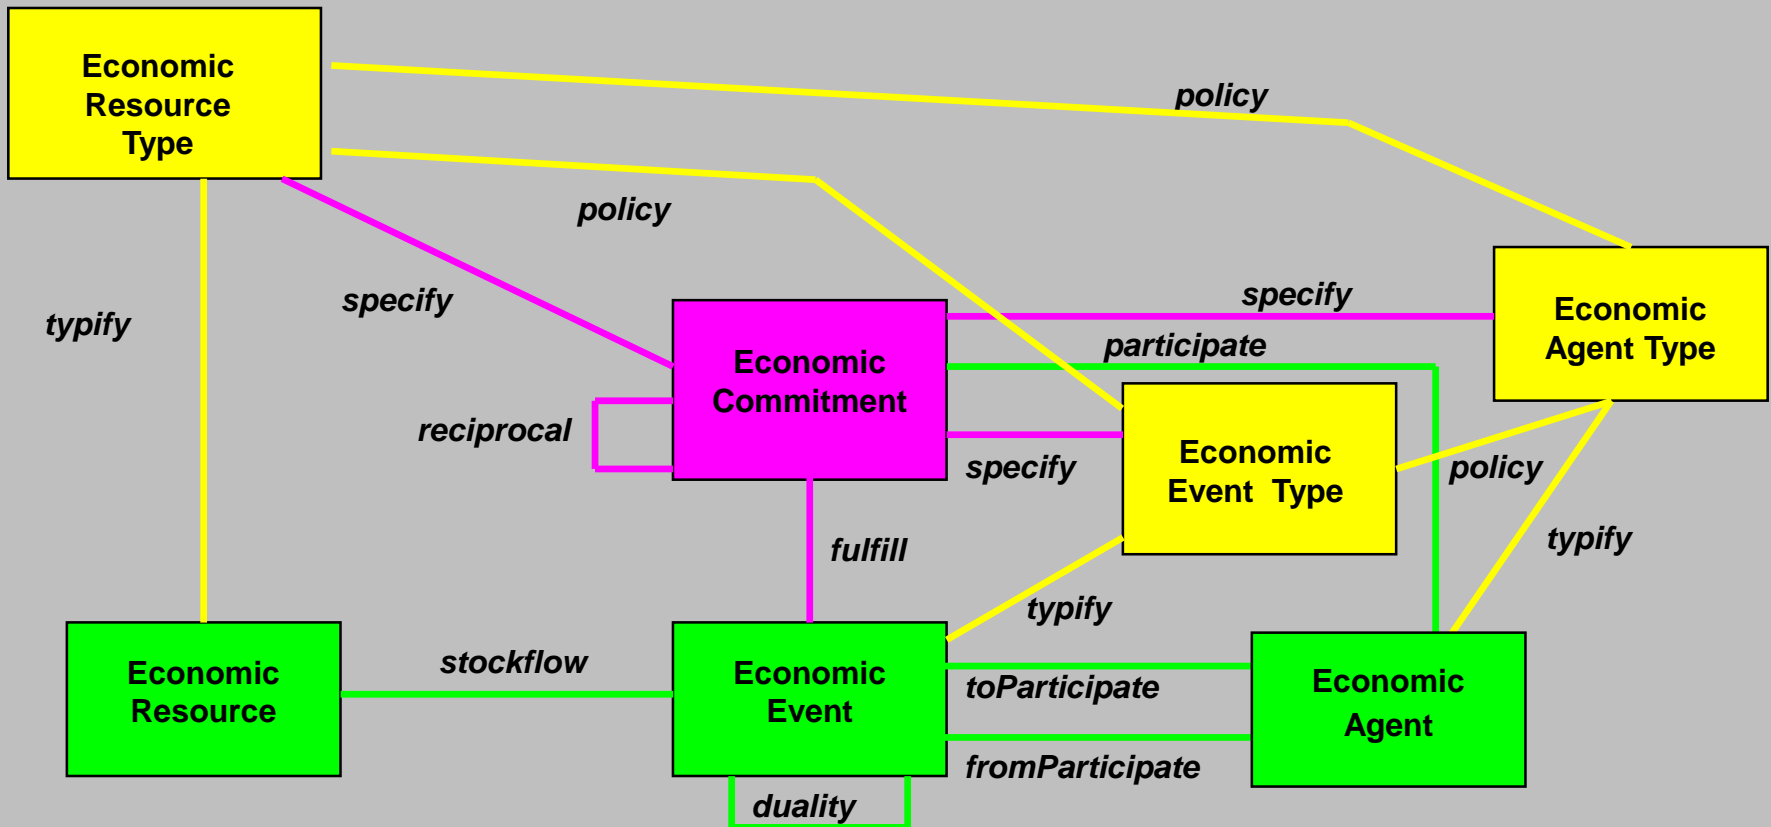 Economic
Resource
Type
policy
policy
specify
typify
specify
Economic
Agent Type
participate
Economic
Commitment
reciprocal
specify
Economic
Event Type
policy
fulfill
typify
typify
Economic
Resource
stockflow
Economic
Event
toParticipate
fromParticipate
Economic
Agent
duality